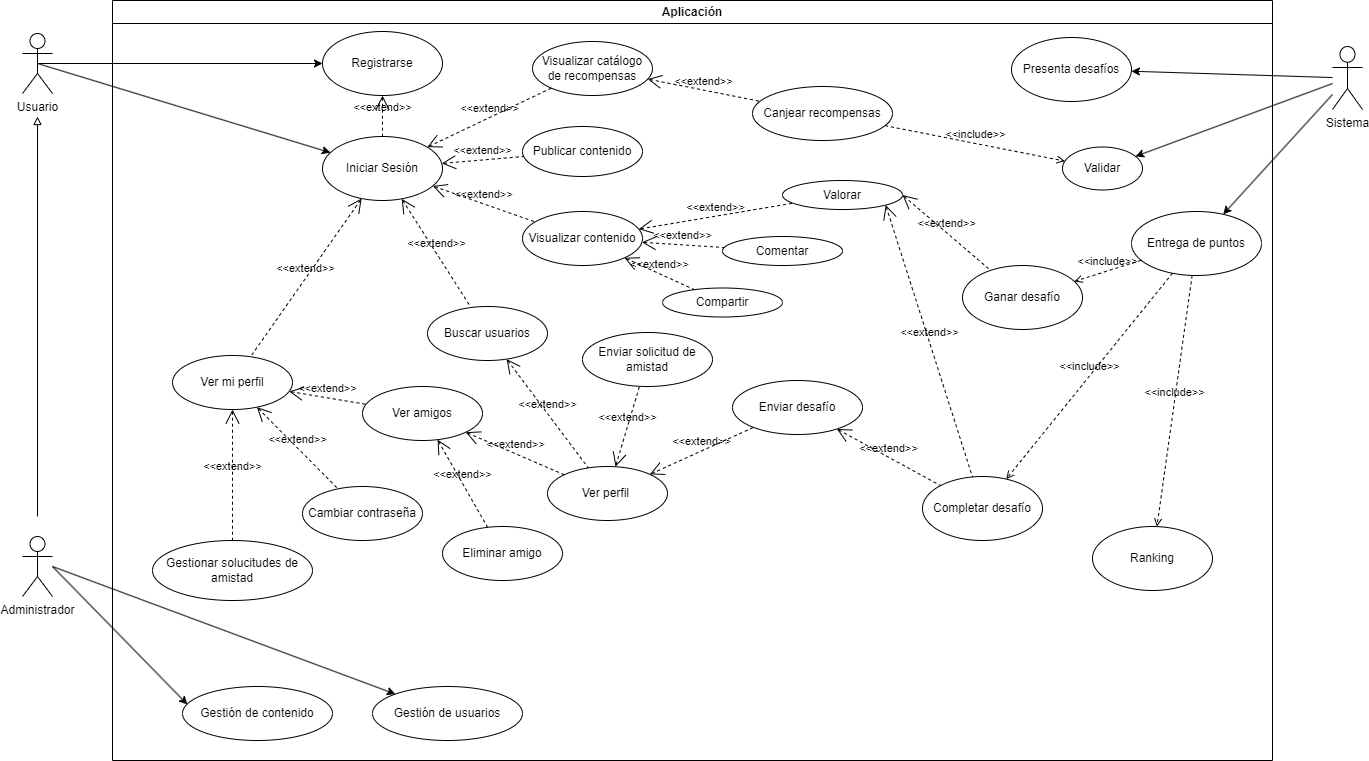 Aplicación
Usuario
Registrarse
<<extend>>
Visualizar catálogo
de recompensas
<<extend>>
<<extend>>
Canjear recompensas
Presenta desafíos
Sistema
<<include>>
Iniciar Sesión
<<extend>>
Publicar contenido
Validar
<<extend>>
Valorar
<<extend>>
Visualizar contenido
<<extend>>
Comentar
<<extend>>
Compartir
<<extend>>
Entrega de puntos
<<include>>
Ganar desafío
<<extend>>
<<extend>>
Buscar usuarios
<<extend>>
Enviar solicitud de
amistad
<<include>>
<<include>>
Ver mi perfil
<<extend>>
Ver amigos
<<extend>>
Enviar desafío
<<extend>>
<<extend>>
<<extend>>
<<extend>>
<<extend>>
<<extend>>
<<extend>>
Ver perfil
Cambiar contraseña
Completar desafío
Eliminar amigo
Gestionar solucitudes de
amistad
Ranking
Administrador
Gestión de contenido
Gestión de usuarios